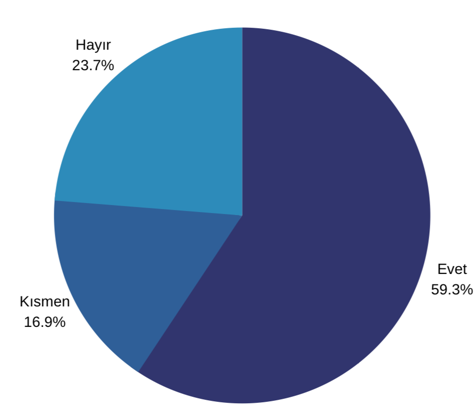 Hayır
23.7%
Evet
59.3%
Kısmen
16.9%